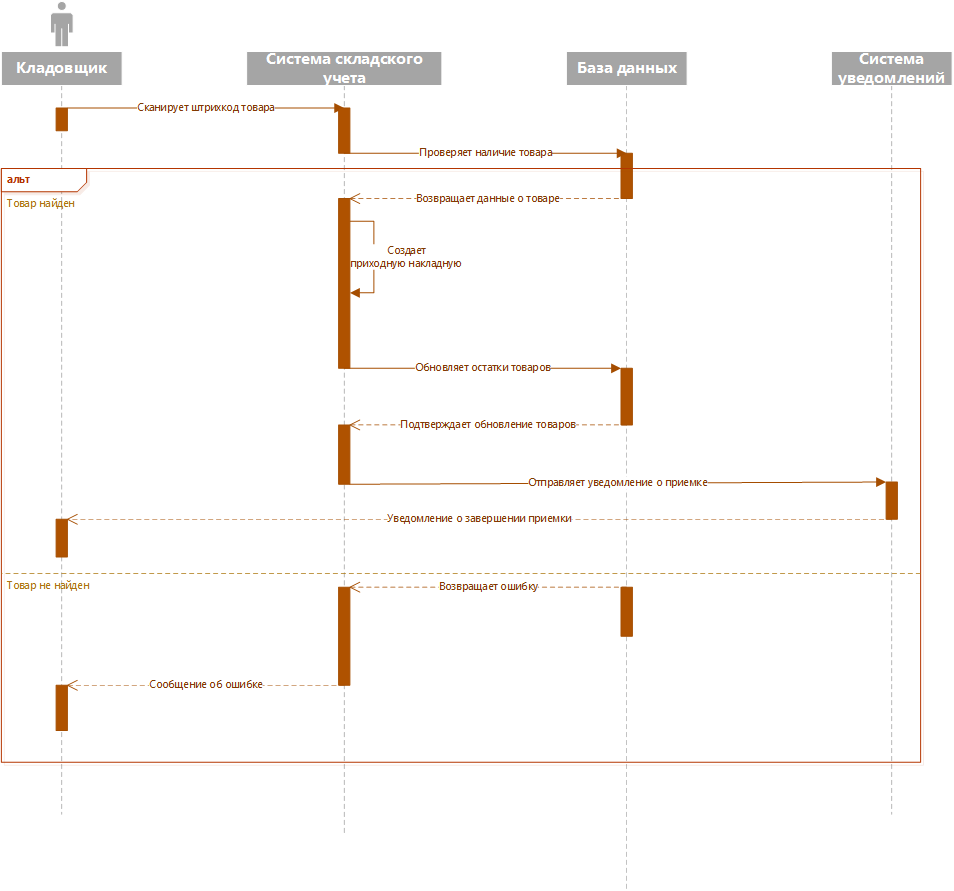 Кладовщик
Система складского
учета
База данных
Система
уведомлений
Сканирует штрихкод товара
Проверяет наличие товара
альт
Товар найден
Возвращает данные о товаре
Создает
приходную накладную
Обновляет остатки товаров
Подтверждает обновление товаров
Отправляет уведомление о приемке
Уведомление о завершении приемки
Товар не найден
Возвращает ошибку
Сообщение об ошибке